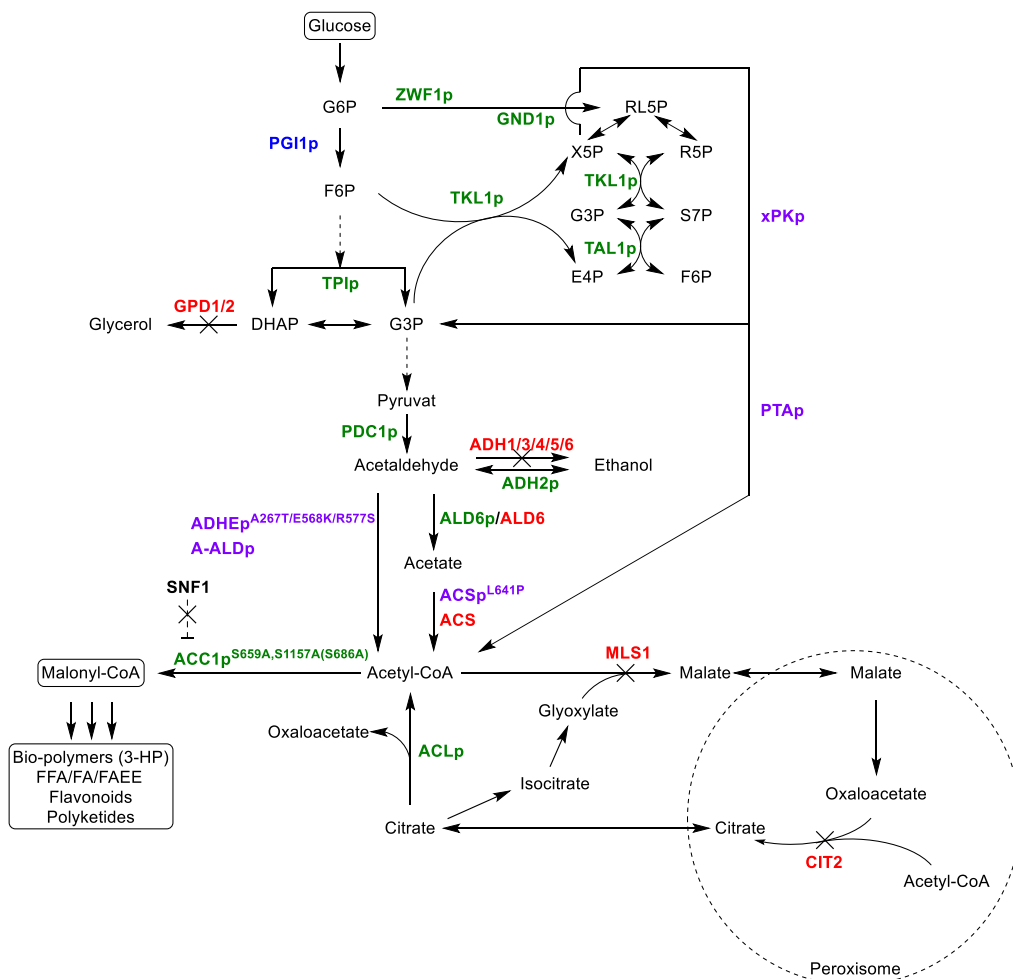 Glucose
ZWF1p
G6P
RL5P
GND1p
PGI1p
X5P
R5P
F6P
TKL1p
TKL1p
G3P
S7P
xPKp
TAL1p
TPIp
E4P
F6P
GPD1/2
Glycerol
DHAP
G3P
Pyruvat
PTAp
PDC1p
ADH1/3/4/5/6
Acetaldehyde
Ethanol
ADH2p
ADHEpA267T/E568K/R577S
ALD6p/ALD6
A-ALDp
Acetate
SNF1
ACSpL641P
ACS
ACC1pS659A,S1157A(S686A)
MLS1
Malonyl-CoA
Acetyl-CoA
Malate
Malate
Glyoxylate
Oxaloacetate
ACLp
Bio-polymers (3-HP)
FFA/FA/FAEE
Flavonoids
Polyketides
Isocitrate
Oxaloacetate
Citrate
Citrate
CIT2
Acetyl-CoA
Peroxisome